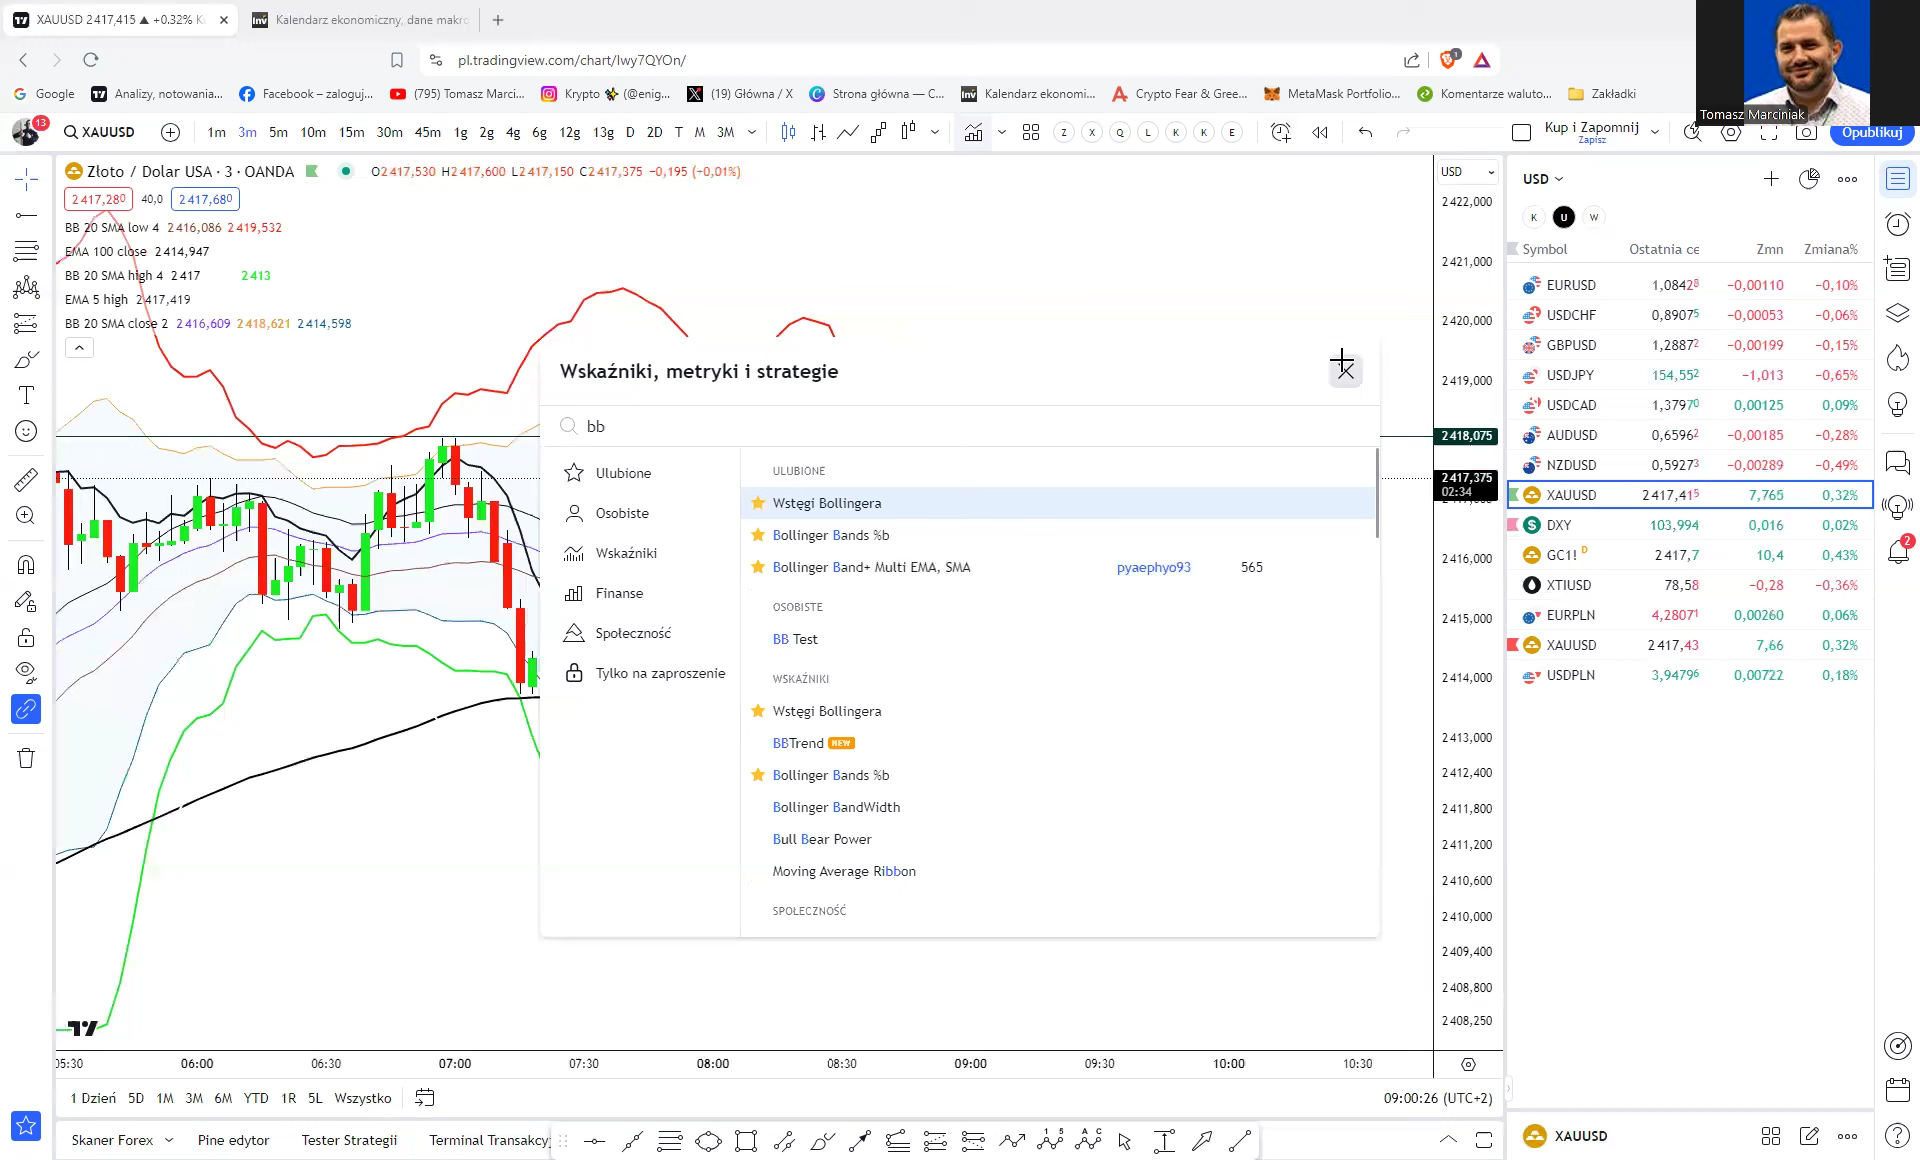 XAUUSD 2 417,415 ▲ +0.32%
Kalendarz ekonomiczny, dane makro
pl.tradingview.com/chart/Iwy7QYOn/
Google
Analizy, notowania...
Facebook – zaloguj...
(795) Tomasz Marci...
Krypto (@enig...
(19) Główna / X
Strona główna — C...
Kalendarz ekonomi...
Crypto Fear & Gree...
MetaMask Portfolio...
Komentarze waluto...
Zakładki
Tomasz Marciniak
13
XAUUSD
1m 3m 5m 10m 15m 30m 45m 1g 2g 4g 6g 12g 13g D 2D T M 3M
Z X Q L K K E
Kup i Zapomnij
Zapisz
Opublikuj
Złoto / Dolar USA · 3 · OANDA
O2 417,530 H2 417,600 L2 417,150 C2 417,375 −0,195 (−0,01%)
2 417,280 40,0 2 417,680
BB 20 SMA low 4 2 416,086 2 419,532
EMA 100 close 2 414,947
BB 20 SMA high 4 2 417 2 413
EMA 5 high 2 417,419
BB 20 SMA close 2 2 416,609 2 418,621 2 414,598
Wskaźniki, metryki i strategie
bb
Ulubione
Osobiste
Wskaźniki
Finanse
Społeczność
Tylko na zaproszenie
ULUBIONE
Wstęgi Bollingera
Bollinger Bands %b
Bollinger Band+ Multi EMA, SMA pyaephyo93 565
OSOBISTE
BB Test
WSKAŹNIKI
Wstęgi Bollingera
BBTrend NEW
Bollinger Bands %b
Bollinger BandWidth
Bull Bear Power
Moving Average Ribbon
SPOŁECZNOŚĆ
USD
2 422,000
2 421,000
2 420,000
2 419,000
2 418,075
2 417,375
02:34
2 416,000
2 415,000
2 414,000
2 413,000
2 412,400
2 411,800
2 411,200
2 410,600
2 410,000
2 409,400
2 408,800
2 408,250
05:30 06:00 06:30 07:00 07:30 08:00 08:30 09:00 09:30 10:00 10:30
1 Dzień 5D 1M 3M 6M YTD 1R 5L Wszystko
09:00:26 (UTC+2)
Skaner Forex
Pine edytor
Tester Strategii
Terminal Transakcy
USD
K U W
Symbol Ostatnia ce Zmn Zmiana%
EURUSD 1,08428 −0,00110 −0,10%
USDCHF 0,89075 −0,00053 −0,06%
GBPUSD 1,28872 −0,00199 −0,15%
USDJPY 154,552 −1,013 −0,65%
USDCAD 1,37970 0,00125 0,09%
AUDUSD 0,65962 −0,00185 −0,28%
NZDUSD 0,59273 −0,00289 −0,49%
XAUUSD 2 417,415 7,765 0,32%
DXY 103,994 0,016 0,02%
GC1! D 2 417,7 10,4 0,43%
XTIUSD 78,58 −0,28 −0,36%
EURPLN 4,28071 0,00260 0,06%
XAUUSD 2 417,43 7,66 0,32%
USDPLN 3,94796 0,00722 0,18%
2
XAUUSD